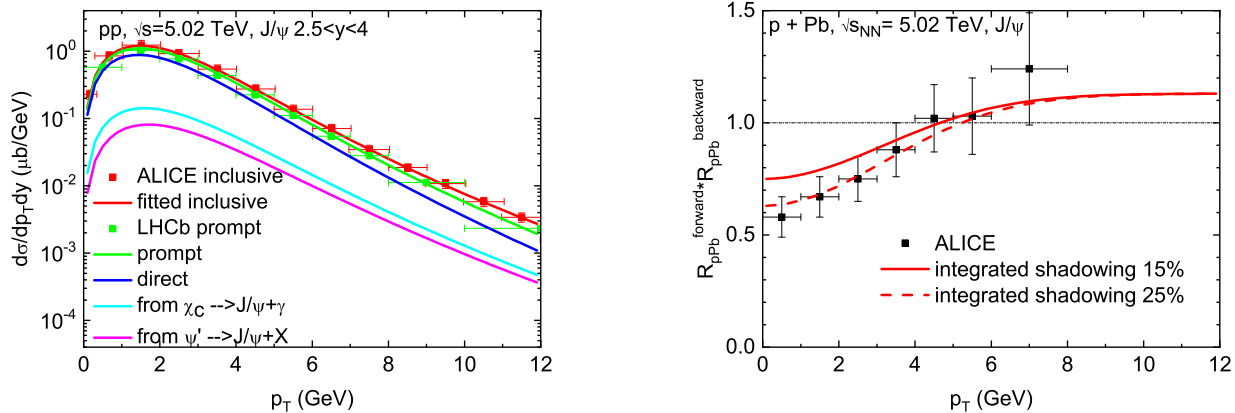 pp, √s=5.02 TeV, J/ψ 2.5<y<4
dσ/dp_T dy (μb/GeV)
10^0
10^-1
10^-2
10^-3
10^-4
ALICE inclusive
fitted inclusive
LHCb prompt
prompt
direct
from χ_C -->J/ψ+γ
from ψ' -->J/ψ+X
0 2 4 6 8 10 12
p_T (GeV)
p + Pb, √s_NN= 5.02 TeV, J/ψ
R_pPb^forward*R_pPb^backward
1.5
1.0
0.5
0.0
ALICE
integrated shadowing 15%
integrated shadowing 25%
0 2 4 6 8 10 12
p_T (GeV)